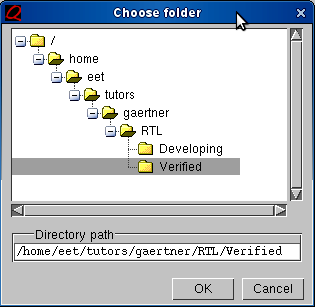 Choose folder
/
home
eet
tutors
gaertner
RTL
Developing
Verified
Directory path
/home/eet/tutors/gaertner/RTL/Verified
OK Cancel